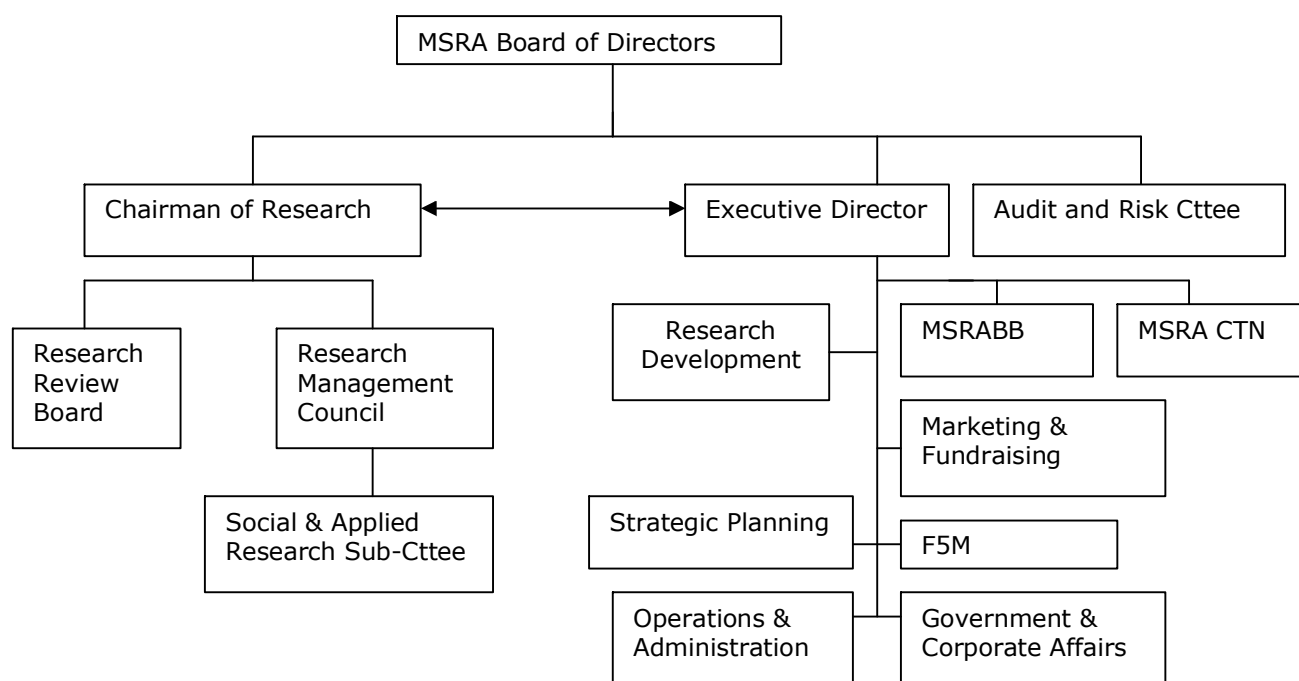 MSRA Board of Directors
Chairman of Research
Executive Director
Audit and Risk Cttee
Research
Review
Board
Research
Management
Council
Research
Development
MSRABB
MSRA CTN
Marketing &
Fundraising
Social & Applied
Research Sub-Cttee
Strategic Planning
F5M
Operations &
Administration
Government &
Corporate Affairs